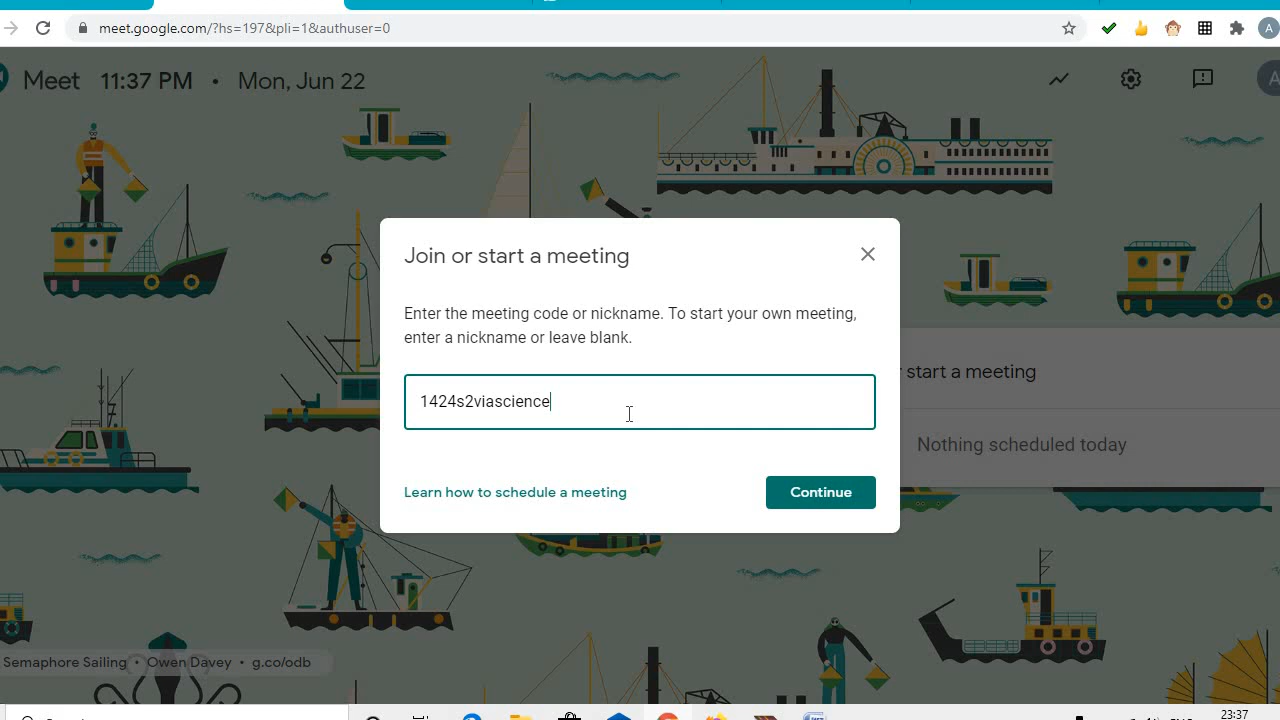 meet.google.com/?hs=197&pli=1&authuser=0
A
Meet 11:37 PM • Mon, Jun 22
A
Join or start a meeting
Enter the meeting code or nickname. To start your own meeting,
enter a nickname or leave blank.
start a meeting
1424s2viascience
Nothing scheduled today
Learn how to schedule a meeting
Continue
Semaphore Sailing • Owen Davey • g.co/odb
23:37